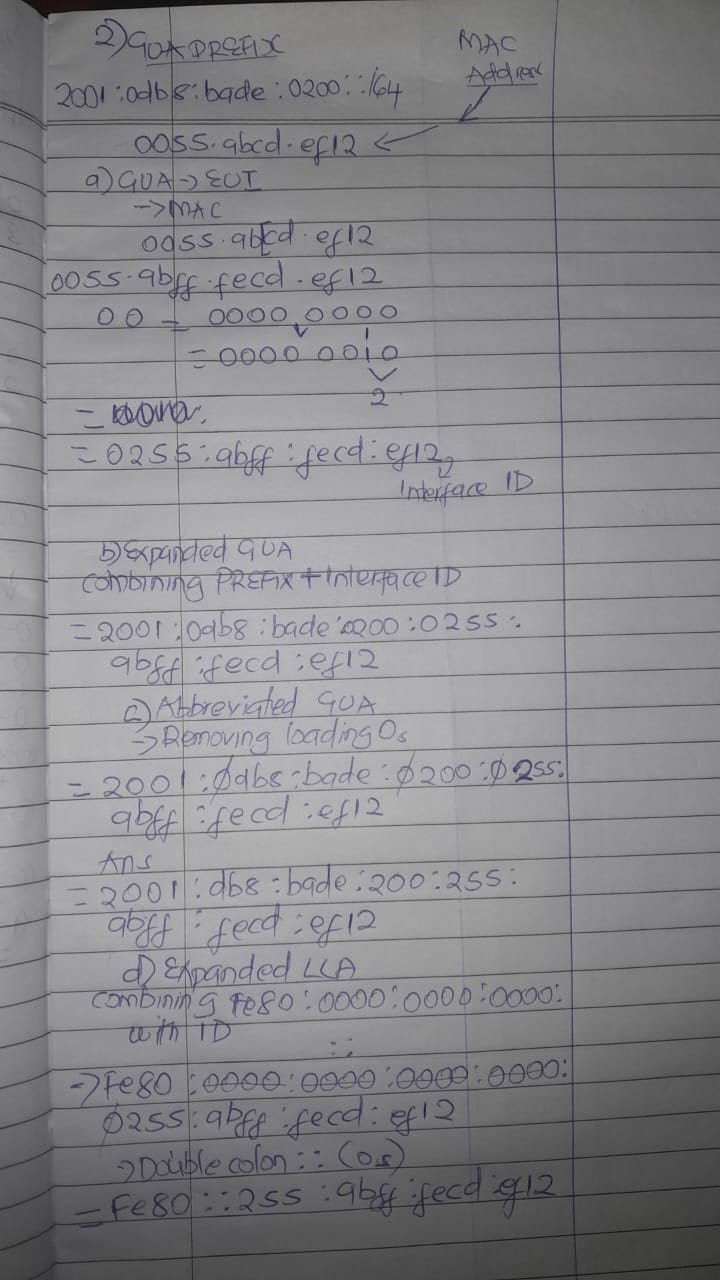 2) GUA PREFIX
MAC
Address
2001:0db8:bade:0200::/64
0055.abcd.ef12
a) GUA → EUI
→ MAC
0055.ab[cd.ef12
0055.abff.fecd.ef12
00 = 0000 0000
1
= 0000 0010
2
=
= 0255:abff:fecd:ef12
Interface ID
b) Expanded GUA
Combining PREFIX + Interface ID
= 2001:0db8:bade:0200:0255:
abff:fecd:ef12
c) Abbreviated GUA
→ Removing loading 0s
= 2001:0db8:bade:0200:0255:
abff:fecd:ef12
Ans
= 2001:db8:bade:200:255:
abff:fecd:ef12
d) Expanded LLA
Combining Fe80:0000:0000:0000:
with ID
::
→ Fe80:0000:0000:0000:0000:
0255:abff:fecd:ef12
→ Double colon :: (0s)
= Fe80::255:abff:fecd:ef12